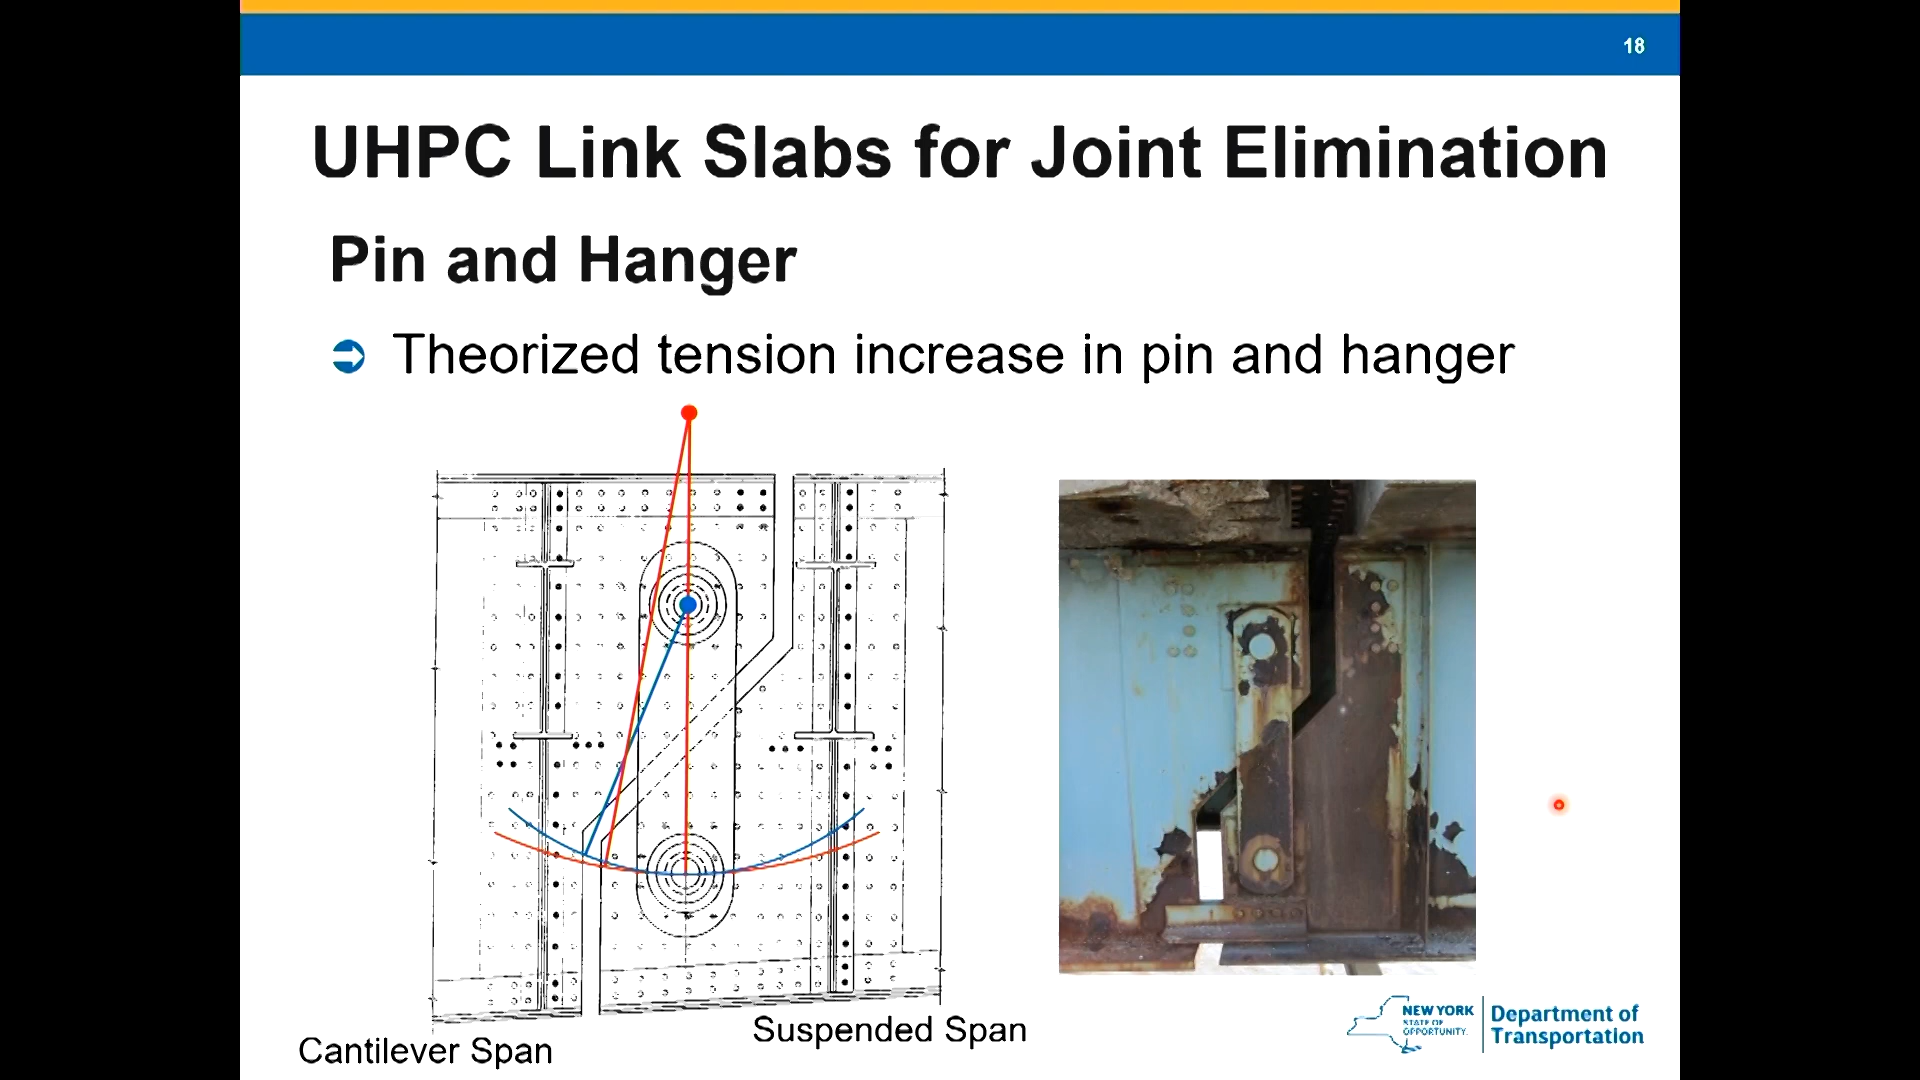 18
UHPC Link Slabs for Joint Elimination
Pin and Hanger
Theorized tension increase in pin and hanger
Suspended Span
Cantilever Span
NEW YORK
STATE OF
OPPORTUNITY.
Department of
Transportation